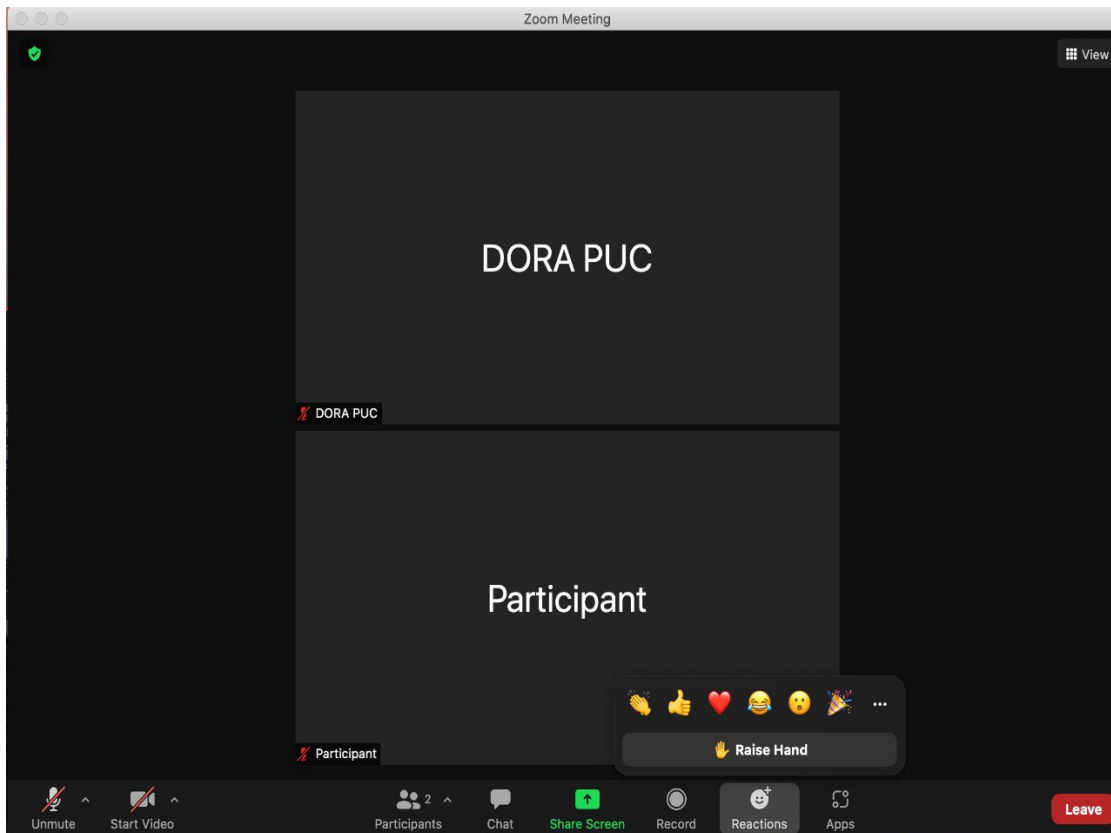 Zoom Meeting
View
DORA PUC
DORA PUC
Participant
Raise Hand
Participant
2
Unmute
Start Video
Participants
Chat
Share Screen
Record
Reactions
Apps
Leave